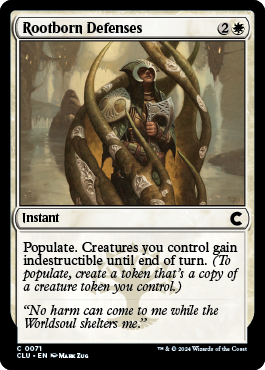 Rootborn Defenses 2
Instant
Populate. Creatures you control gain
indestructible until end of turn. (To
populate, create a token that's a copy of
a creature token you control.)
“No harm can come to me while the
Worldsoul shelters me.”
C 0071
CLU • EN Mark Zug
™ & © 2024 Wizards of the Coast